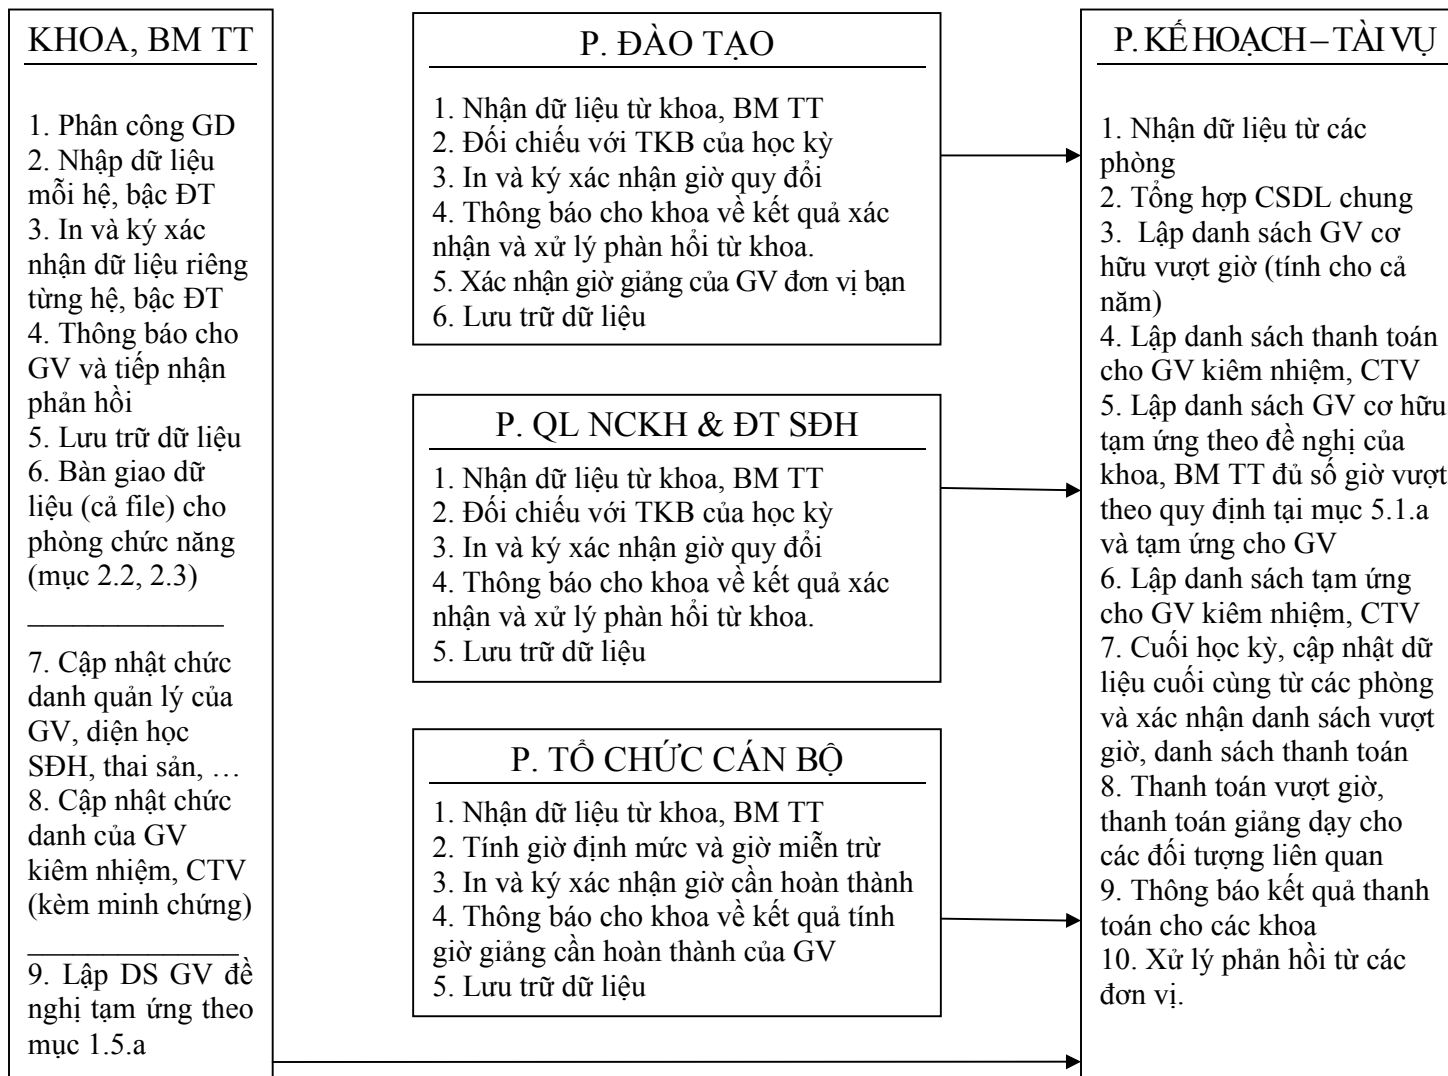 KHOA, BM TT
1. Phân công GD
2. Nhập dữ liệu
mỗi hệ, bậc ĐT
3. In và ký xác
nhận dữ liệu riêng
từng hệ, bậc ĐT
4. Thông báo cho
GV và tiếp nhận
phản hồi
5. Lưu trữ dữ liệu
6. Bàn giao dữ
liệu (cả file) cho
phòng chức năng
(mục 2.2, 2.3)
7. Cập nhật chức
danh quản lý của
GV, diện học
SĐH, thai sản, …
8. Cập nhật chức
danh của GV
kiêm nhiệm, CTV
(kèm minh chứng)
9. Lập DS GV đề
nghị tạm ứng theo
mục 1.5.a
P. ĐÀO TẠO
1. Nhận dữ liệu từ khoa, BM TT
2. Đối chiếu với TKB của học kỳ
3. In và ký xác nhận giờ quy đổi
4. Thông báo cho khoa về kết quả xác
nhận và xử lý phàn hồi từ khoa.
5. Xác nhận giờ giảng của GV đơn vị bạn
6. Lưu trữ dữ liệu
P. QL NCKH & ĐT SĐH
1. Nhận dữ liệu từ khoa, BM TT
2. Đối chiếu với TKB của học kỳ
3. In và ký xác nhận giờ quy đổi
4. Thông báo cho khoa về kết quả xác
nhận và xử lý phàn hồi từ khoa.
5. Lưu trữ dữ liệu
P. TỔ CHỨC CÁN BỘ
1. Nhận dữ liệu từ khoa, BM TT
2. Tính giờ định mức và giờ miễn trừ
3. In và ký xác nhận giờ cần hoàn thành
4. Thông báo cho khoa về kết quả tính
giờ giảng cần hoàn thành của GV
5. Lưu trữ dữ liệu
P. KẾ HOẠCH – TÀI VỤ
1. Nhận dữ liệu từ các
phòng
2. Tổng hợp CSDL chung
3. Lập danh sách GV cơ
hữu vượt giờ (tính cho cả
năm)
4. Lập danh sách thanh toán
cho GV kiêm nhiệm, CTV
5. Lập danh sách GV cơ hữu
tạm ứng theo đề nghị của
khoa, BM TT đủ số giờ vượt
theo quy định tại mục 5.1.a
và tạm ứng cho GV
6. Lập danh sách tạm ứng
cho GV kiêm nhiệm, CTV
7. Cuối học kỳ, cập nhật dữ
liệu cuối cùng từ các phòng
và xác nhận danh sách vượt
giờ, danh sách thanh toán
8. Thanh toán vượt giờ,
thanh toán giảng dạy cho
các đối tượng liên quan
9. Thông báo kết quả thanh
toán cho các khoa
10. Xử lý phản hồi từ các
đơn vị.